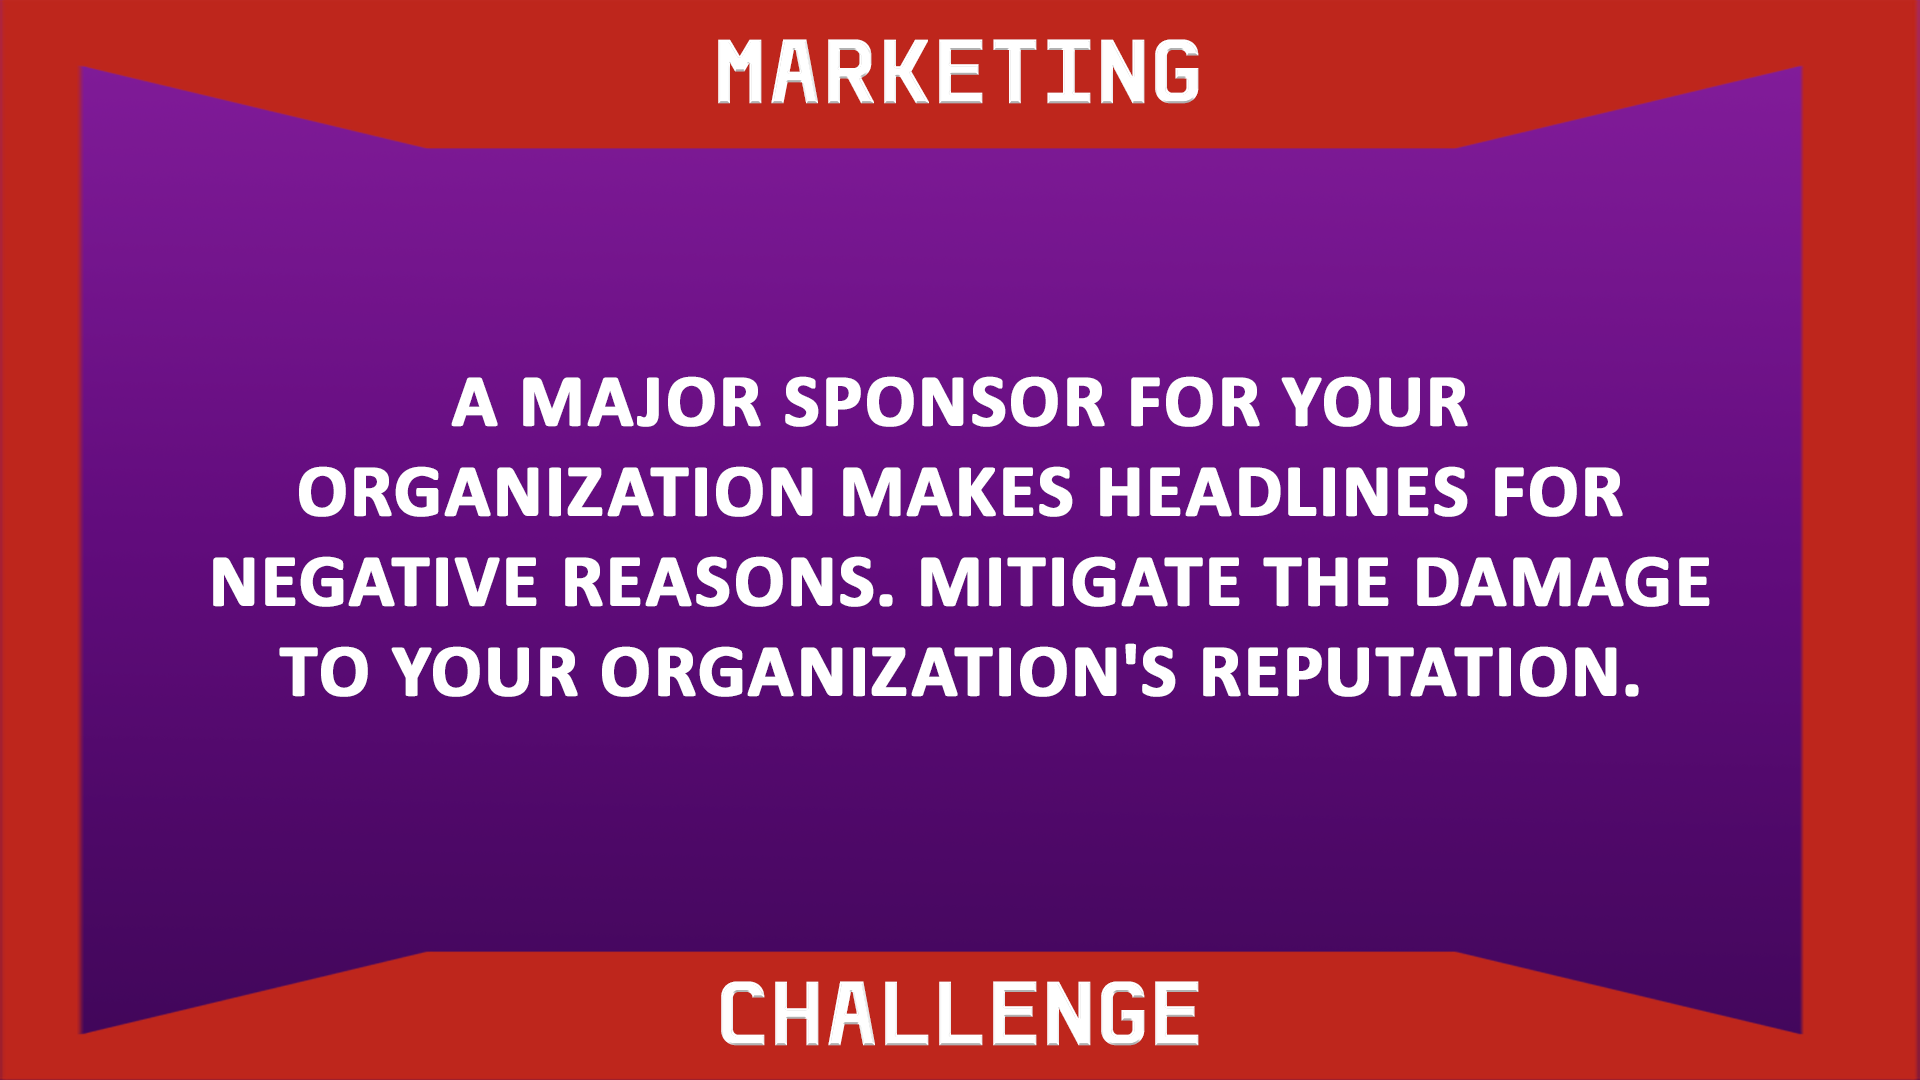 MARKETING
A MAJOR SPONSOR FOR YOUR
ORGANIZATION MAKES HEADLINES FOR
NEGATIVE REASONS. MITIGATE THE DAMAGE
TO YOUR ORGANIZATION'S REPUTATION.
CHALLENGE